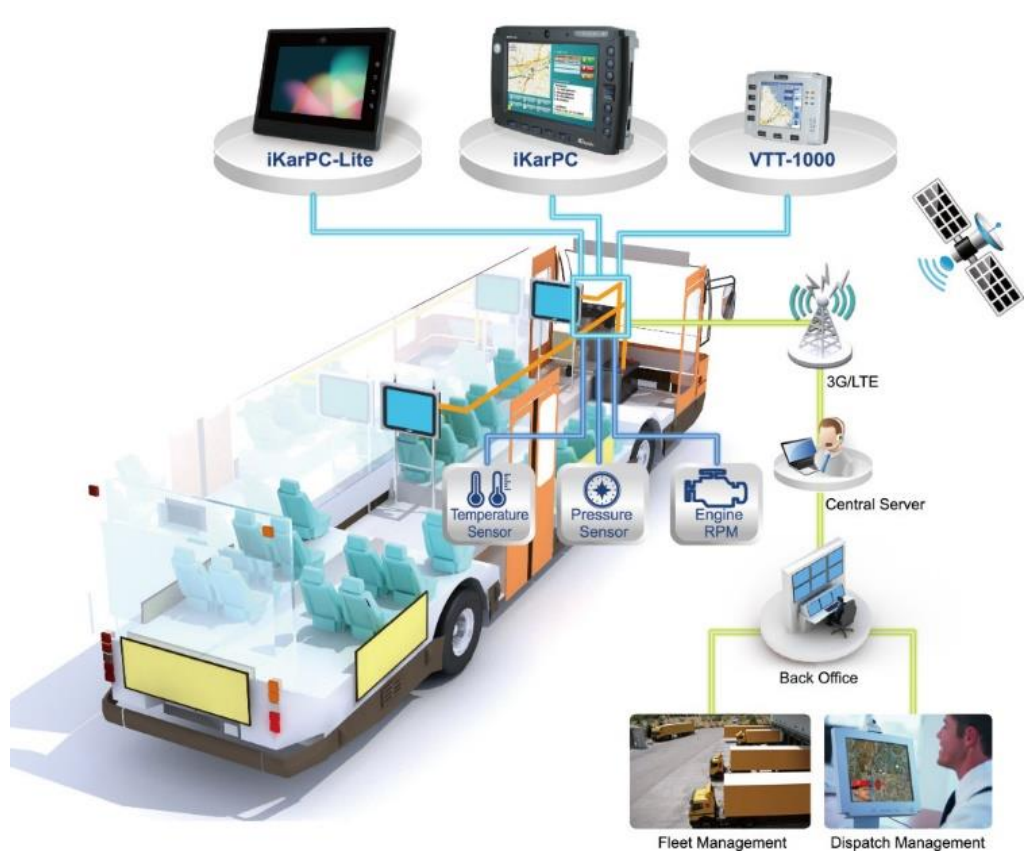 iKarPC-Lite
iKarPC
VTT-1000
3G/LTE
Temperature
Sensor
Pressure
Sensor
Engine
RPM
Central Server
Back Office
Fleet Management
Dispatch Management